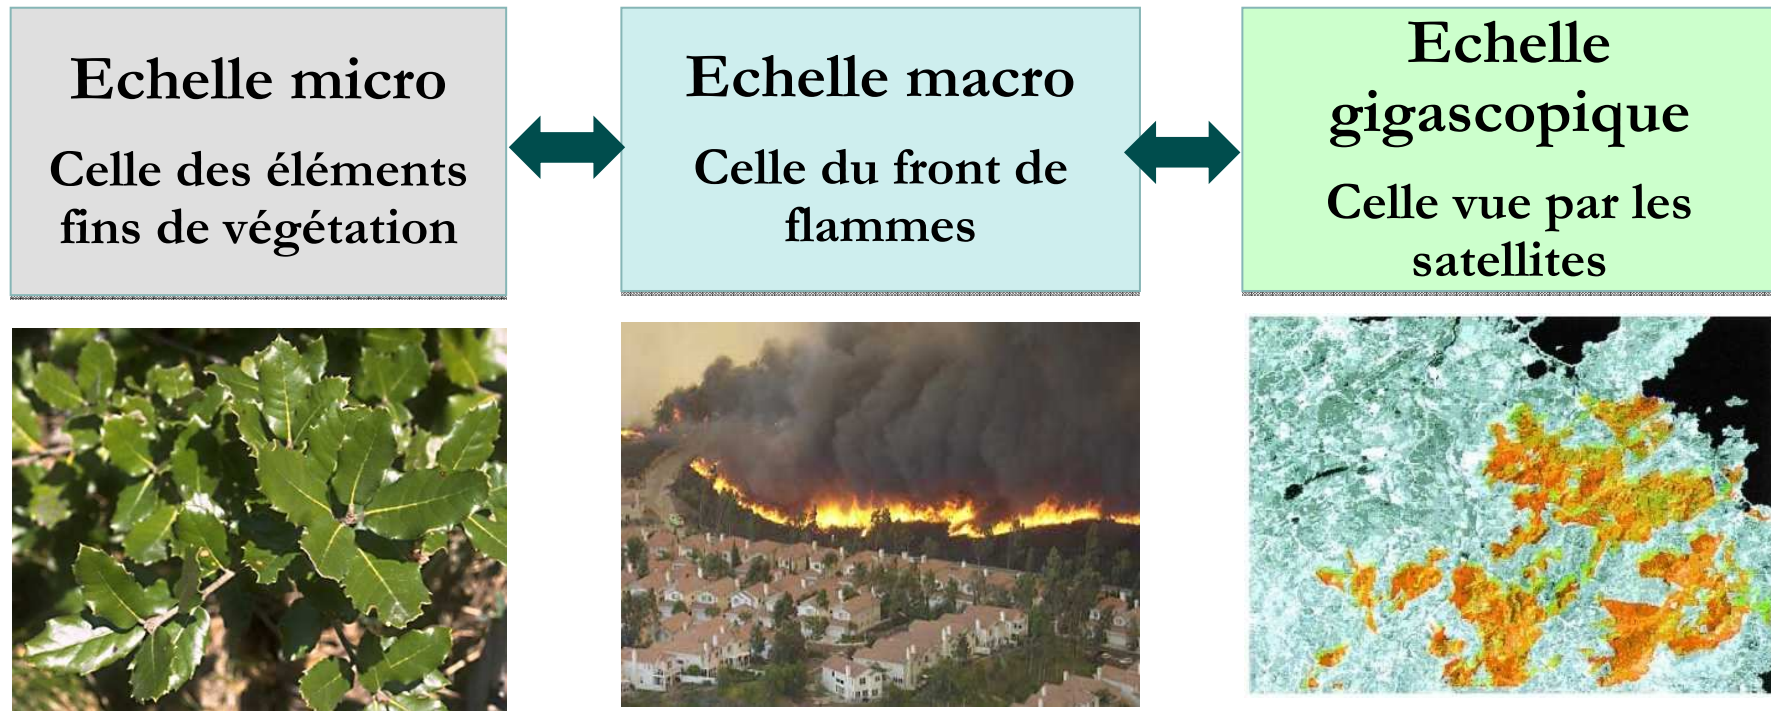 Echelle micro
Celle des éléments
fins de végétation
Echelle macro
Celle du front de
flammes
Echelle
gigascopique
Celle vue par les
satellites